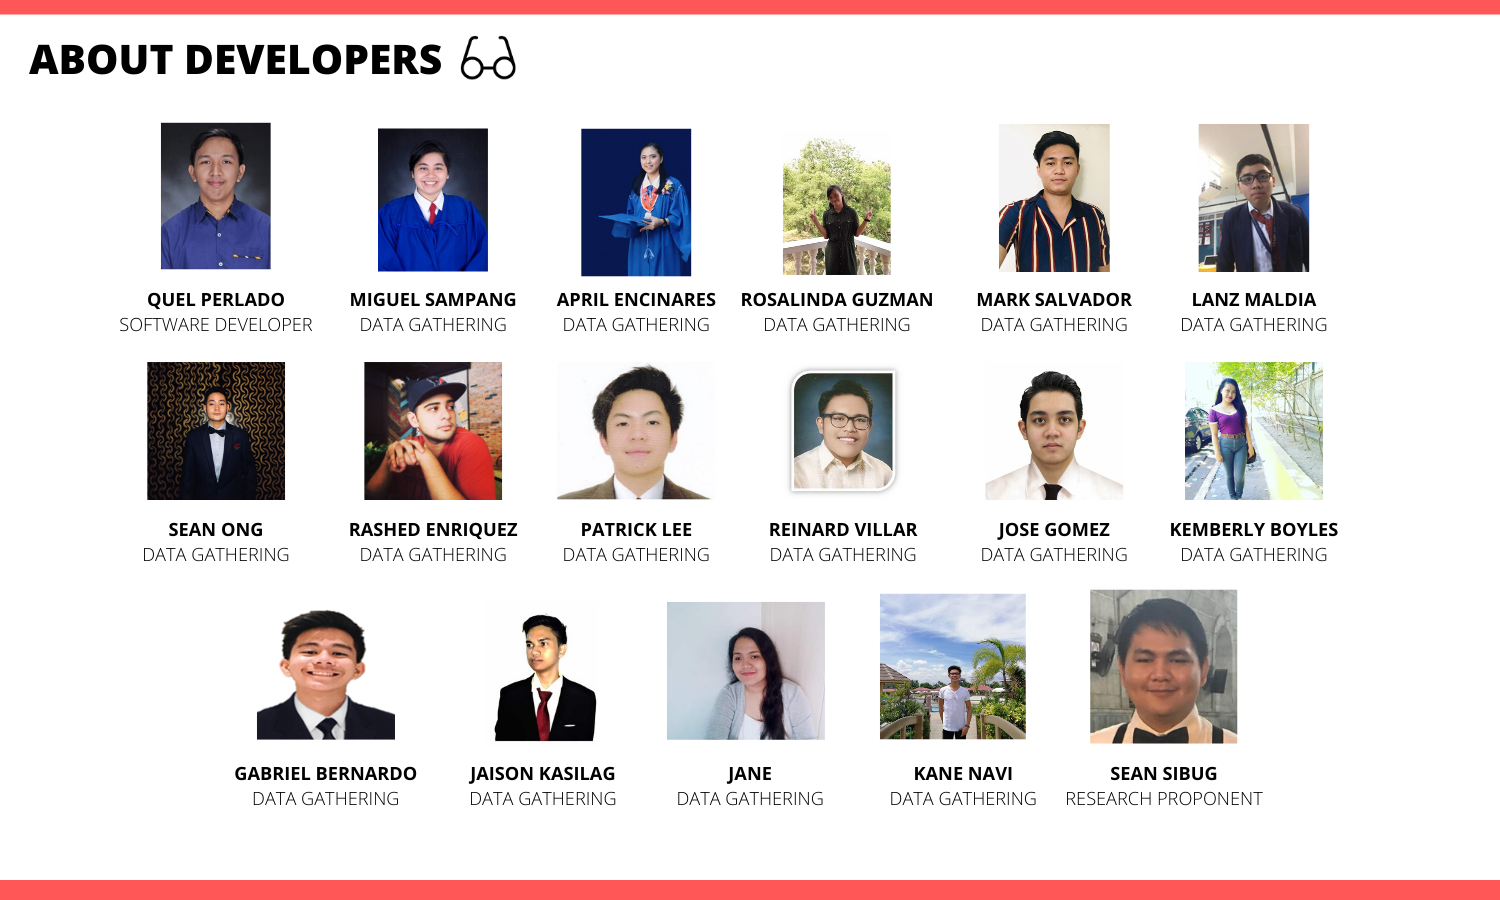 ABOUT DEVELOPERS
QUEL PERLADO
SOFTWARE DEVELOPER
MIGUEL SAMPANG
DATA GATHERING
APRIL ENCINARES
DATA GATHERING
ROSALINDA GUZMAN
DATA GATHERING
MARK SALVADOR
DATA GATHERING
LANZ MALDIA
DATA GATHERING
SEAN ONG
DATA GATHERING
RASHED ENRIQUEZ
DATA GATHERING
PATRICK LEE
DATA GATHERING
REINARD VILLAR
DATA GATHERING
JOSE GOMEZ
DATA GATHERING
KEMBERLY BOYLES
DATA GATHERING
GABRIEL BERNARDO
DATA GATHERING
JAISON KASILAG
DATA GATHERING
JANE
DATA GATHERING
KANE NAVI
DATA GATHERING
SEAN SIBUG
RESEARCH PROPONENT